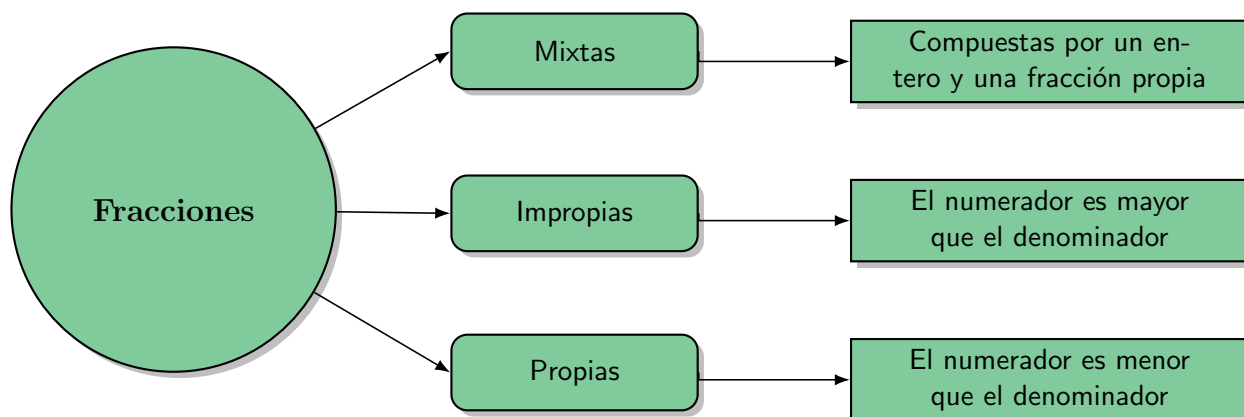 Fracciones
Mixtas
Compuestas por un en-
tero y una fracción propia
Impropias
El numerador es mayor
que el denominador
Propias
El numerador es menor
que el denominador